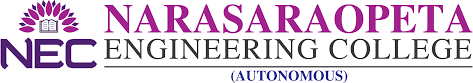 NEC
NARASARAOPETA
ENGINEERING COLLEGE
(AUTONOMOUS)